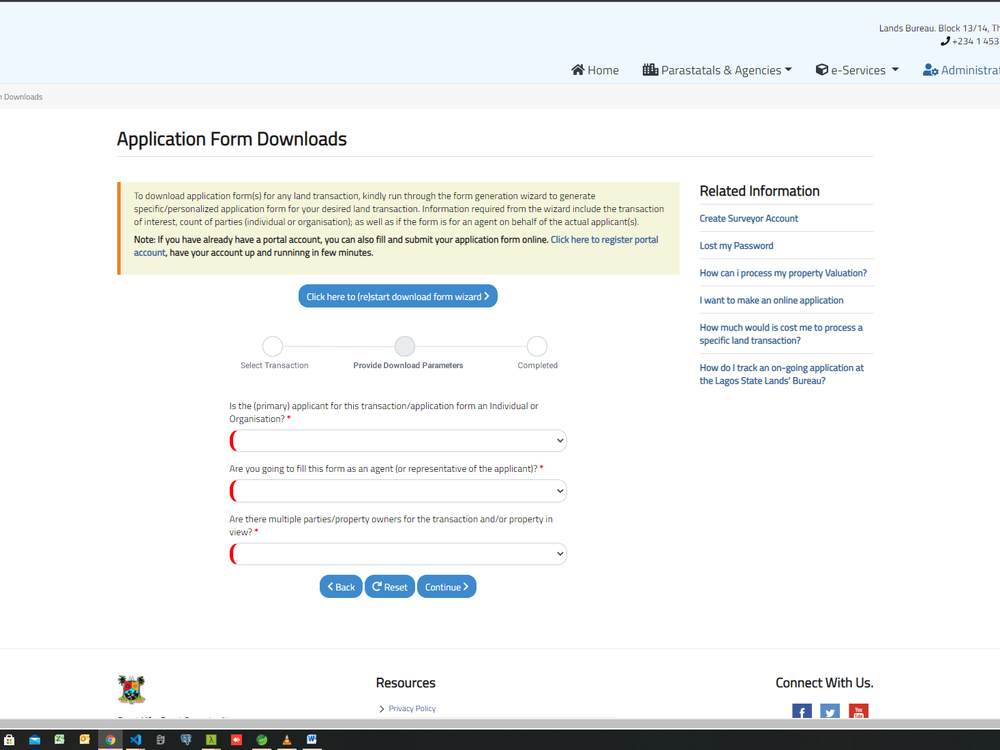 Lands Bureau. Block 13/14, Th
+234 1 453
Home
Parastatals & Agencies
e-Services
Administrat
Downloads
Application Form Downloads
To download application form(s) for any land transaction, kindly run through the form generation wizard to generate
specific/personalized application form for your desired land transaction. Information required from the wizard include the transaction
of interest, count of parties (individual or organisation); as well as if the form is for an agent on behalf of the actual applicant(s).
Note: If you have already have a portal account, you can also fill and submit your application form online. Click here to register portal
account, have your account up and runninng in few minutes.
Click here to (re)start download form wizard
Select Transaction
Provide Download Parameters
Completed
Is the (primary) applicant for this transaction/application form an Individual or
Organisation? *
Are you going to fill this form as an agent (or representative of the applicant)? *
Are there multiple parties/property owners for the transaction and/or property in
view? *
Back
Reset
Continue
Related Information
Create Surveyor Account
Lost my Password
How can i process my property Valuation?
I want to make an online application
How much would is cost me to process a
specific land transaction?
How do I track an on-going application at
the Lagos State Lands' Bureau?
Resources
Privacy Policy
Connect With Us.